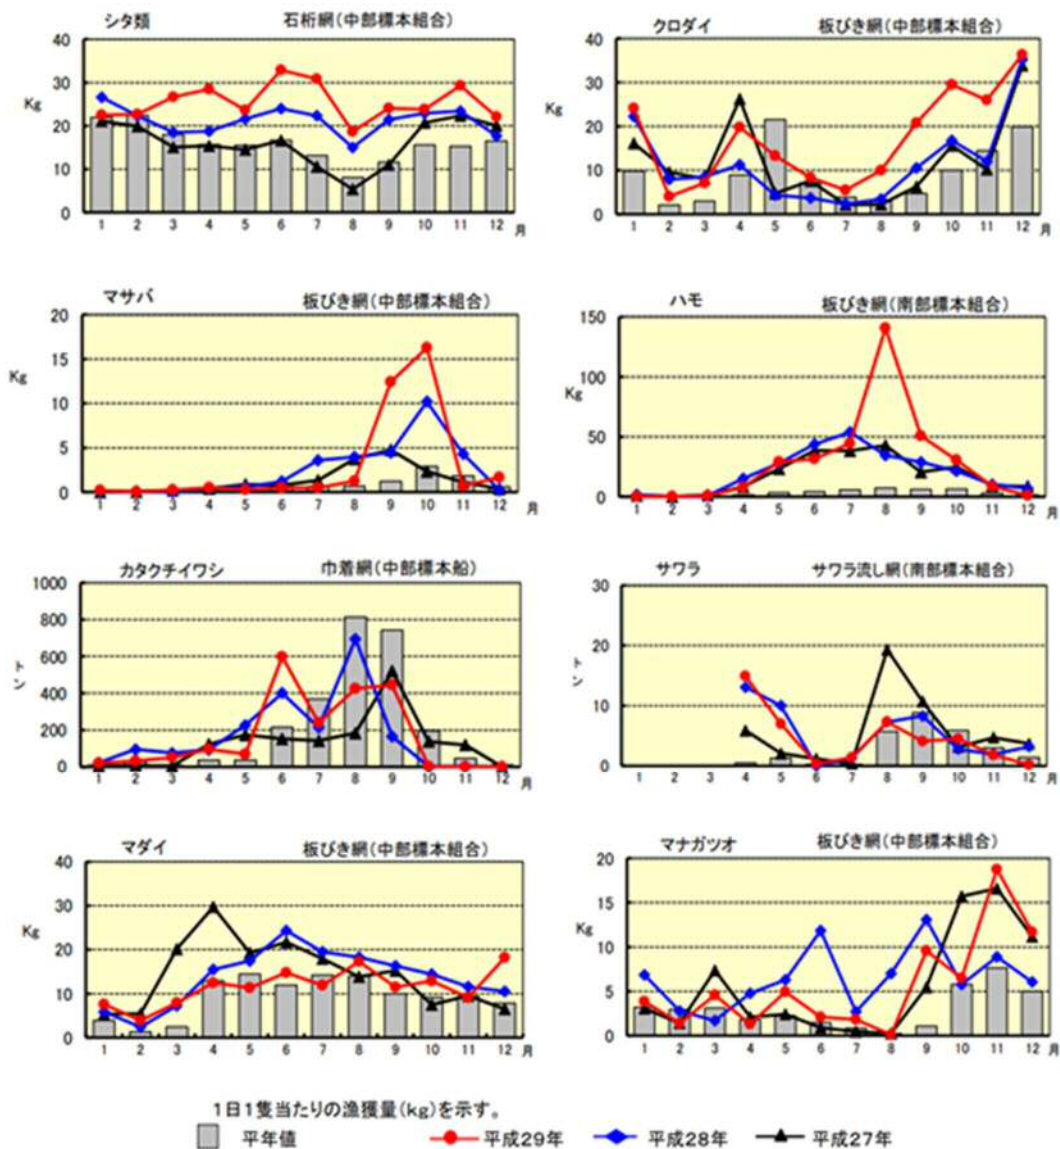 シタ類 石桁網(中部標本組合)
40
30
Kg
20
10
0
1 2 3 4 5 6 7 8 9 10 11 12 月
クロダイ 板びき網(中部標本組合)
40
30
Kg
20
10
0
1 2 3 4 5 6 7 8 9 10 11 12 月
マサバ 板びき網(中部標本組合)
20
15
Kg
10
5
0
1 2 3 4 5 6 7 8 9 10 11 12 月
ハモ 板びき網(南部標本組合)
150
100
Kg
50
0
1 2 3 4 5 6 7 8 9 10 11 12 月
カタクチイワシ 巾着網(中部標本船)
1000
800
600
トン
400
200
0
1 2 3 4 5 6 7 8 9 10 11 12 月
サワラ サワラ流し網(南部標本組合)
30
20
トン
10
0
1 2 3 4 5 6 7 8 9 10 11 12 月
マダイ 板びき網(中部標本組合)
40
30
Kg
20
10
0
1 2 3 4 5 6 7 8 9 10 11 12 月
マナガツオ 板びき網(中部標本組合)
20
15
Kg
10
5
0
1 2 3 4 5 6 7 8 9 10 11 12 月
1日1隻当たりの漁獲量(kg)を示す。
平年値 平成29年 平成28年 平成27年